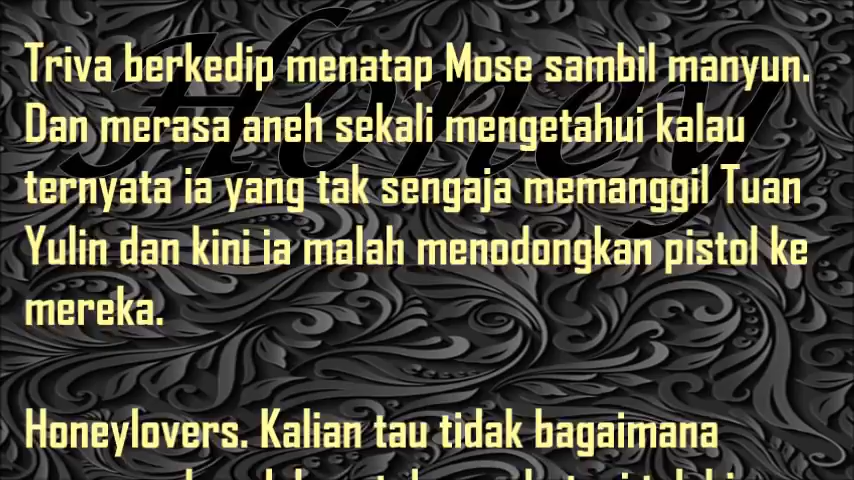 Honey
Triva berkedip menatap Mose sambil manyun.
Dan merasa aneh sekali mengetahui kalau
ternyata ia yang tak sengaja memanggil Tuan
Yulin dan kini ia malah menodongkan pistol ke
mereka.
Honeylovers. Kalian tau tidak bagaimana